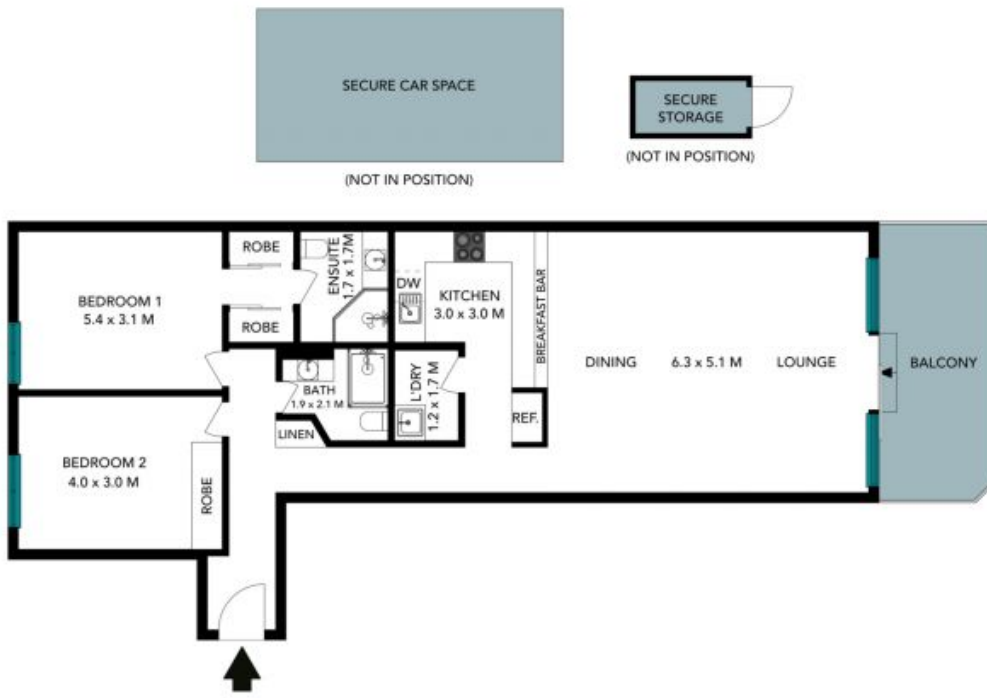 SECURE CAR SPACE
(NOT IN POSITION)
SECURE
STORAGE
(NOT IN POSITION)
BEDROOM 1
5.4 x 3.1 M
ROBE
ROBE
ENSUITE
1.7 x 1.7M
DW
KITCHEN
3.0 x 3.0 M
BREAKFAST BAR
DINING 6.3 x 5.1 M LOUNGE
BALCONY
BATH
1.9 x 2.1 M
L'DRY
1.2 x 1.7 M
REF.
LINEN
BEDROOM 2
4.0 x 3.0 M
ROBE